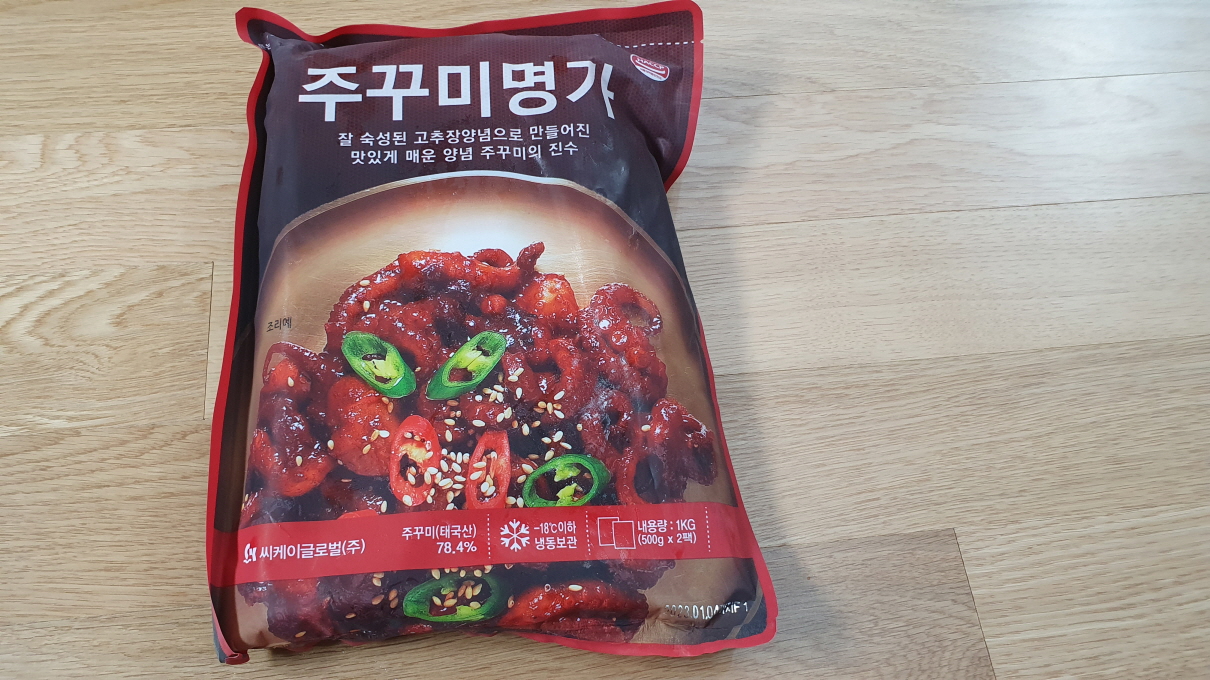 주꾸미명가
HACCP
잘 숙성된 고추장양념으로 만들어진
맛있게 매운 양념 주꾸미의 진수
조리예
씨케이글로벌(주)
주꾸미(태국산)
78.4%
-18℃이하
냉동보관
내용량 : 1KG
(500g x 2팩)
01.04